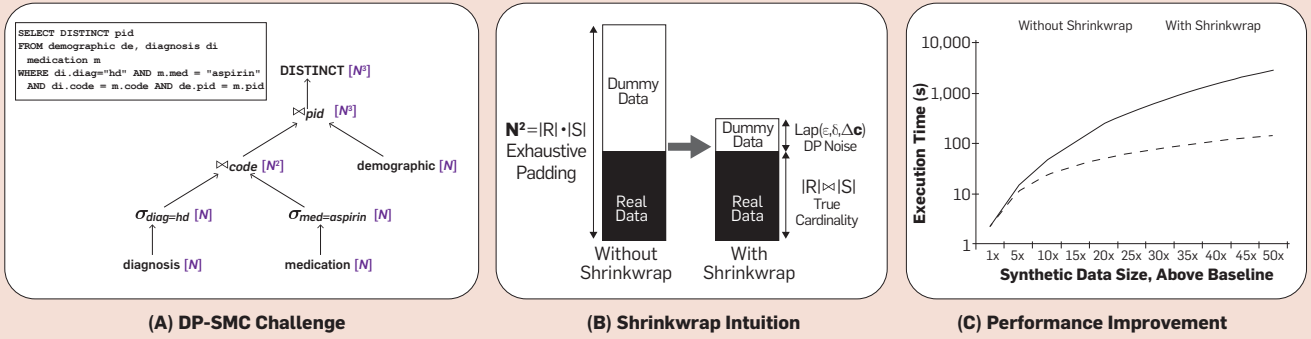 SELECT DISTINCT pid
FROM demographic de, diagnosis di
medication m
WHERE di.diag="hd" AND m.med = "aspirin"
AND di.code = m.code AND de.pid = m.pid
DISTINCT [N³]
⋈pid [N³]
⋈code [N²]
demographic [N]
σdiag=hd [N]
σmed=aspirin [N]
diagnosis [N]
medication [N]
(A) DP-SMC Challenge
N²=|R|•|S|
Exhaustive
Padding
Dummy
Data
Real
Data
Without
Shrinkwrap
Dummy
Data
Real
Data
With
Shrinkwrap
Lap(ε,δ,Δc)
DP Noise
|R|⋈|S|
True
Cardinality
(B) Shrinkwrap Intuition
Without Shrinkwrap With Shrinkwrap
Execution Time (s)
10,000
1,000
100
10
1
1x 5x 10x 15x 20x 25x 30x 35x 40x 45x 50x
Synthetic Data Size, Above Baseline
(C) Performance Improvement